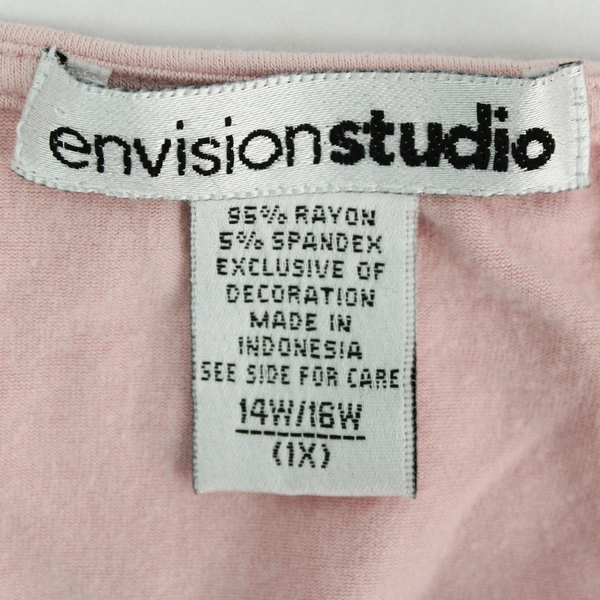 envisionstudio
95% RAYON
5% SPANDEX
EXCLUSIVE OF
DECORATION
MADE IN
INDONESIA
SEE SIDE FOR CARE
14W/16W
(1X)